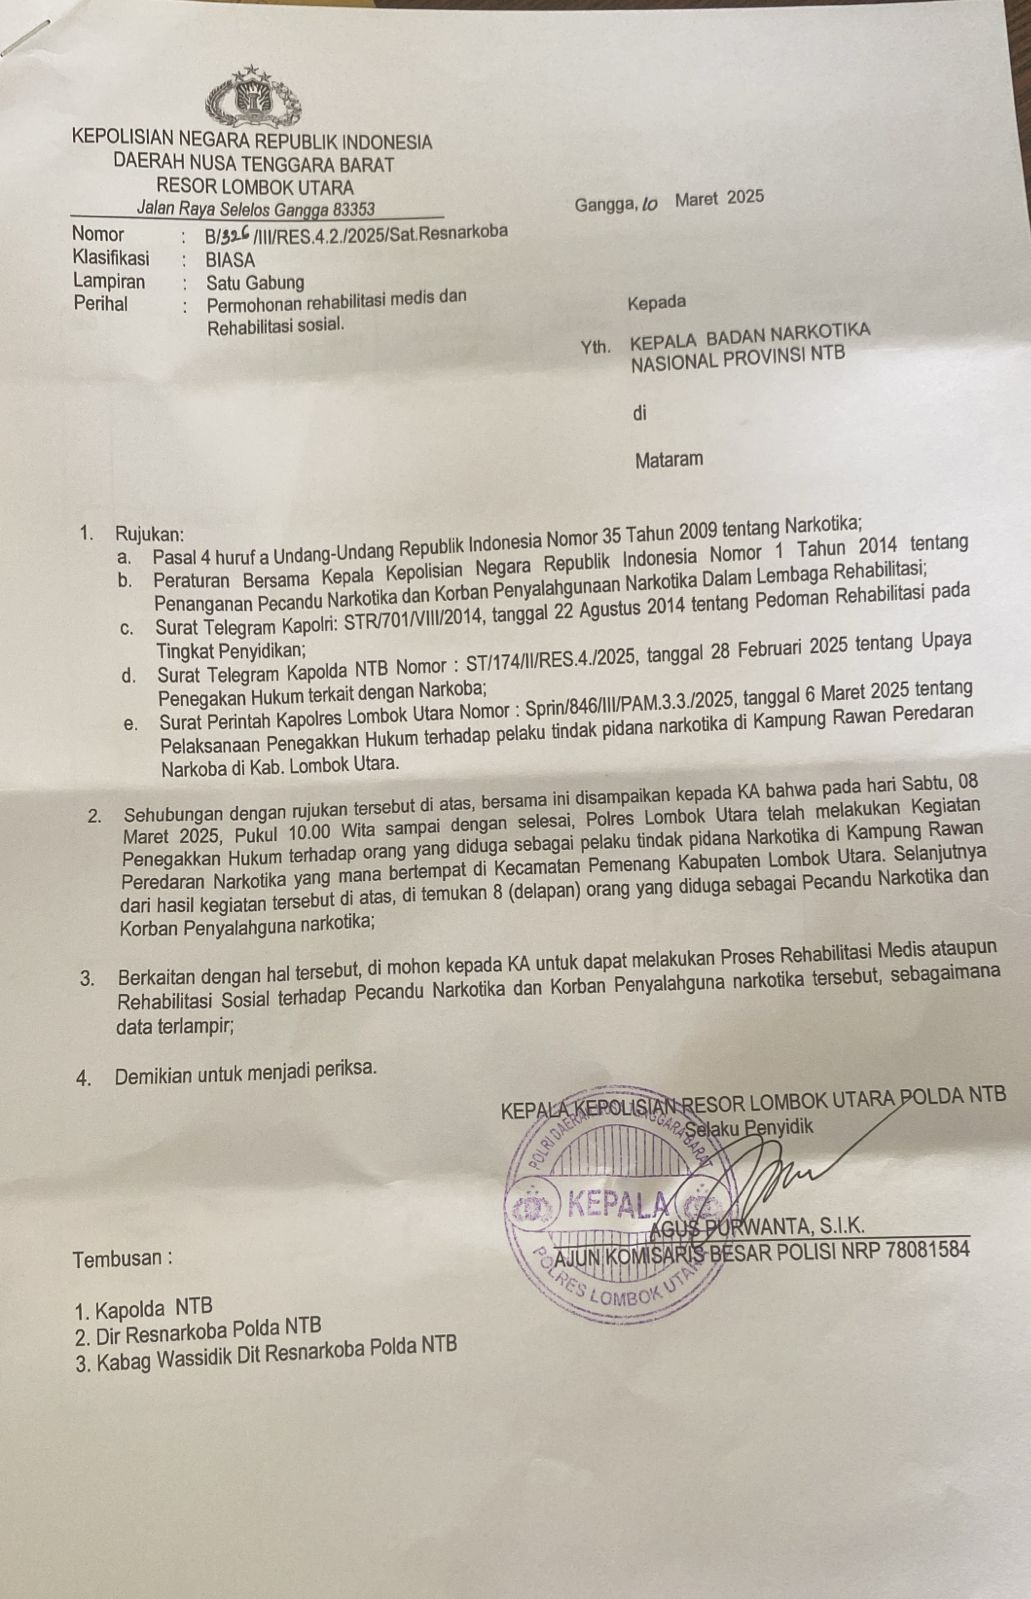 KEPOLISIAN NEGARA REPUBLIK INDONESIA
DAERAH NUSA TENGGARA BARAT
RESOR LOMBOK UTARA
Jalan Raya Selelos Gangga 83353
Gangga, 10 Maret 2025
Nomor : B/326/III/RES.4.2./2025/Sat.Resnarkoba
Klasifikasi : BIASA
Lampiran : Satu Gabung
Perihal : Permohonan rehabilitasi medis dan
Rehabilitasi sosial.
Kepada
Yth. KEPALA BADAN NARKOTIKA
NASIONAL PROVINSI NTB
di
Mataram
1. Rujukan:
a. Pasal 4 huruf a Undang-Undang Republik Indonesia Nomor 35 Tahun 2009 tentang Narkotika;
b. Peraturan Bersama Kepala Kepolisian Negara Republik Indonesia Nomor 1 Tahun 2014 tentang
Penanganan Pecandu Narkotika dan Korban Penyalahgunaan Narkotika Dalam Lembaga Rehabilitasi;
c. Surat Telegram Kapolri: STR/701/VIII/2014, tanggal 22 Agustus 2014 tentang Pedoman Rehabilitasi pada
Tingkat Penyidikan;
d. Surat Telegram Kapolda NTB Nomor : ST/174/II/RES.4./2025, tanggal 28 Februari 2025 tentang Upaya
Penegakan Hukum terkait dengan Narkoba;
e. Surat Perintah Kapolres Lombok Utara Nomor : Sprin/846/III/PAM.3.3./2025, tanggal 6 Maret 2025 tentang
Pelaksanaan Penegakkan Hukum terhadap pelaku tindak pidana narkotika di Kampung Rawan Peredaran
Narkoba di Kab. Lombok Utara.
2. Sehubungan dengan rujukan tersebut di atas, bersama ini disampaikan kepada KA bahwa pada hari Sabtu, 08
Maret 2025, Pukul 10.00 Wita sampai dengan selesai, Polres Lombok Utara telah melakukan Kegiatan
Penegakkan Hukum terhadap orang yang diduga sebagai pelaku tindak pidana Narkotika di Kampung Rawan
Peredaran Narkotika yang mana bertempat di Kecamatan Pemenang Kabupaten Lombok Utara. Selanjutnya
dari hasil kegiatan tersebut di atas, di temukan 8 (delapan) orang yang diduga sebagai Pecandu Narkotika dan
Korban Penyalahguna narkotika;
3. Berkaitan dengan hal tersebut, di mohon kepada KA untuk dapat melakukan Proses Rehabilitasi Medis ataupun
Rehabilitasi Sosial terhadap Pecandu Narkotika dan Korban Penyalahguna narkotika tersebut, sebagaimana
data terlampir;
4. Demikian untuk menjadi periksa.
KEPALA KEPOLISIAN RESOR LOMBOK UTARA POLDA NTB
Selaku Penyidik
POLRI DAERAH NUSA TENGGARA BARAT
KEPALA
POLRES LOMBOK UTARA
AGUS PURWANTA, S.I.K.
AJUN KOMISARIS BESAR POLISI NRP 78081584
Tembusan :
1. Kapolda NTB
2. Dir Resnarkoba Polda NTB
3. Kabag Wassidik Dit Resnarkoba Polda NTB